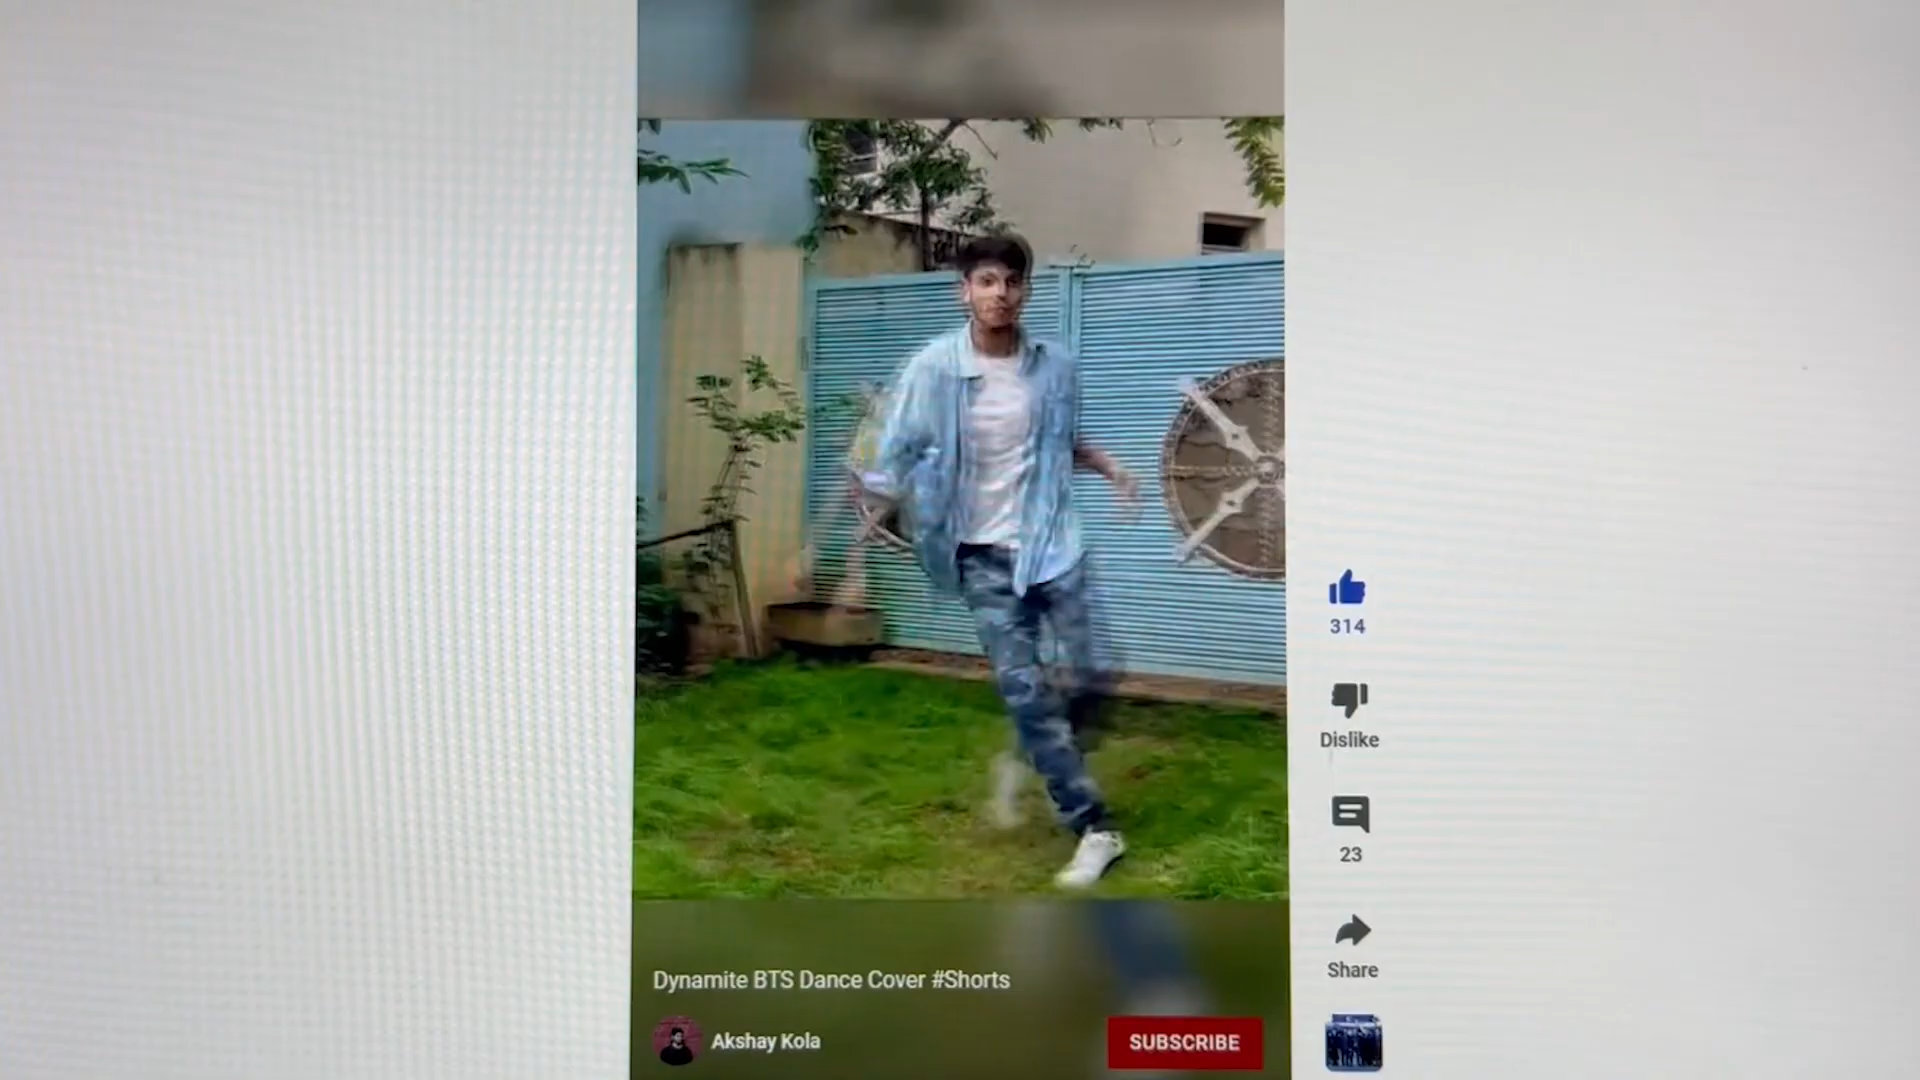 314
Dislike
23
Share
Dynamite BTS Dance Cover #Shorts
Akshay Kola
SUBSCRIBE